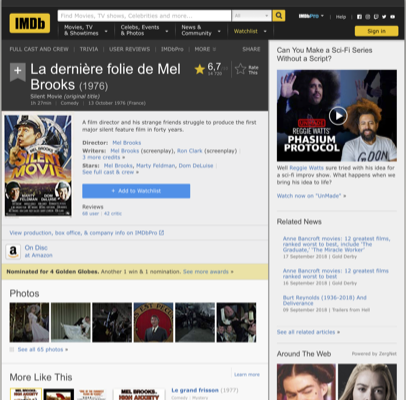 IMDb
Find Movies, TV shows, Celebrities and more...
All
IMDbPro
Help
Movies, TV
& Showtimes
Celebs, Events
& Photos
News &
Community
Watchlist
Sign in
FULL CAST AND CREW | TRIVIA | USER REVIEWS | IMDbPro | MORE
SHARE
La dernière folie de Mel
Brooks (1976)
6,7
Rate
This
Silent Movie (original title)
1h 27min | Comedy | 13 October 1976 (France)
SILENT
MOVIE
A film director and his strange friends struggle to produce the first
major silent feature film in forty years.
Director: Mel Brooks
Writers: Mel Brooks (screenplay), Ron Clark (screenplay) |
3 more credits »
Stars: Mel Brooks, Marty Feldman, Dom DeLuise |
See full cast & crew »
+ Add to Watchlist
Reviews
68 user | 42 critic
View production, box office, & company info on IMDbPro
On Disc
at Amazon
Nominated for 4 Golden Globes. Another 1 win & 1 nomination. See more awards »
Photos
See all 65 photos »
More Like This
Learn more
Le grand frisson (1977)
Comedy | Mystery
Can You Make a Sci-Fi Series
Without a Script?
REGGIE WATTS'
PHASIUM
PROTOCOL
Well Reggie Watts sure tried with his idea for
a sci-fi improv show. What happens when we
bring his idea to life?
Watch now on "UnMade" »
Related News
Anne Bancroft movies: 12 greatest films,
ranked worst to best, include 'The
Graduate,' 'The Miracle Worker'
17 September 2018 | Gold Derby
Anne Bancroft movies: 12 greatest films
ranked worst to best
16 September 2018 | Gold Derby
Burt Reynolds (1936-2018) And
Deliverance
09 September 2018 | Trailers from Hell
See all related articles »
Around The Web
Powered by ZergNet